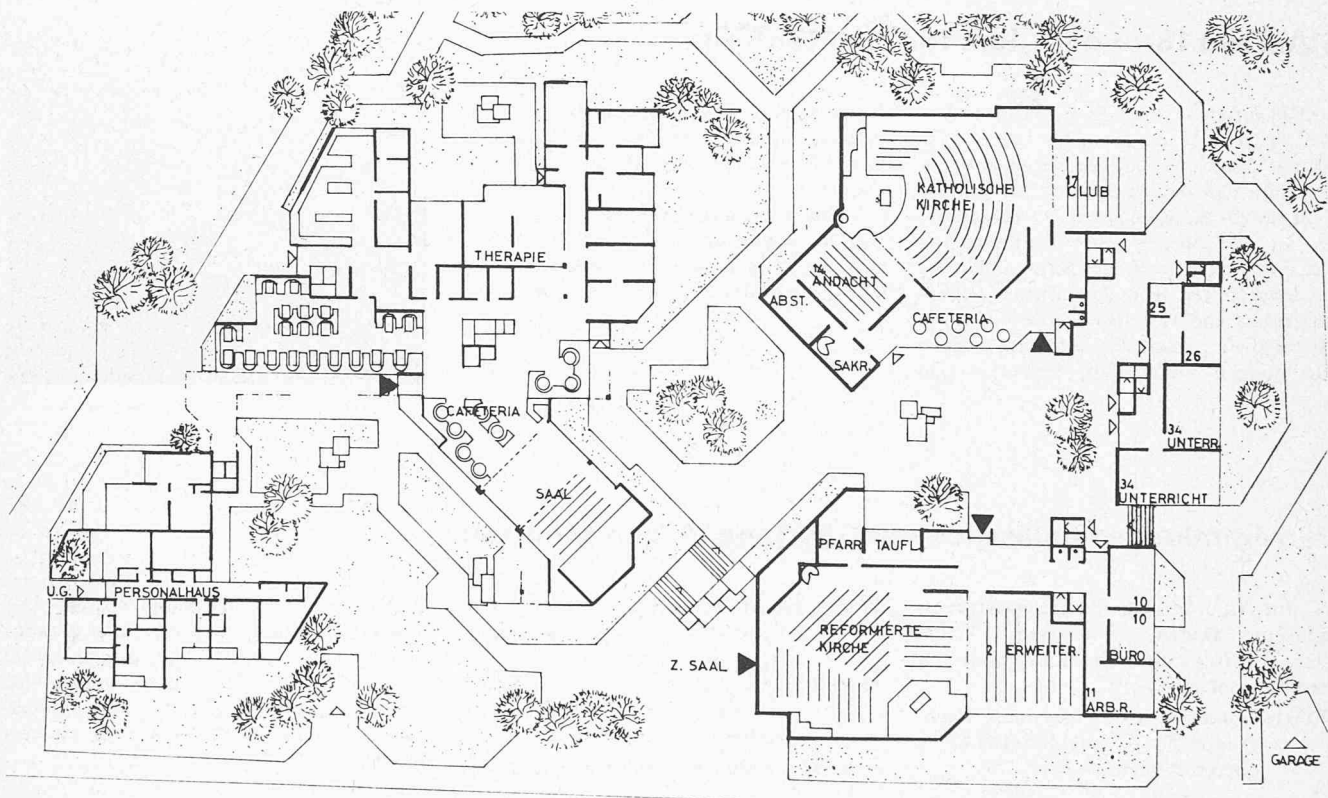 THERAPIE
CAFETERIA
SAAL
U.G.
PERSONALHAUS
KATHOLISCHE
KIRCHE
17
CLUB
14
ANDACHT
ABST.
SAKR.
CAFETERIA
25
26
34
UNTERR.
34
UNTERRICHT
PFARR.
TAUFL.
REFORMIERTE
KIRCHE
2 ERWEITER.
Z. SAAL
10
10
BÜRO
11
ARB.R.
GARAGE